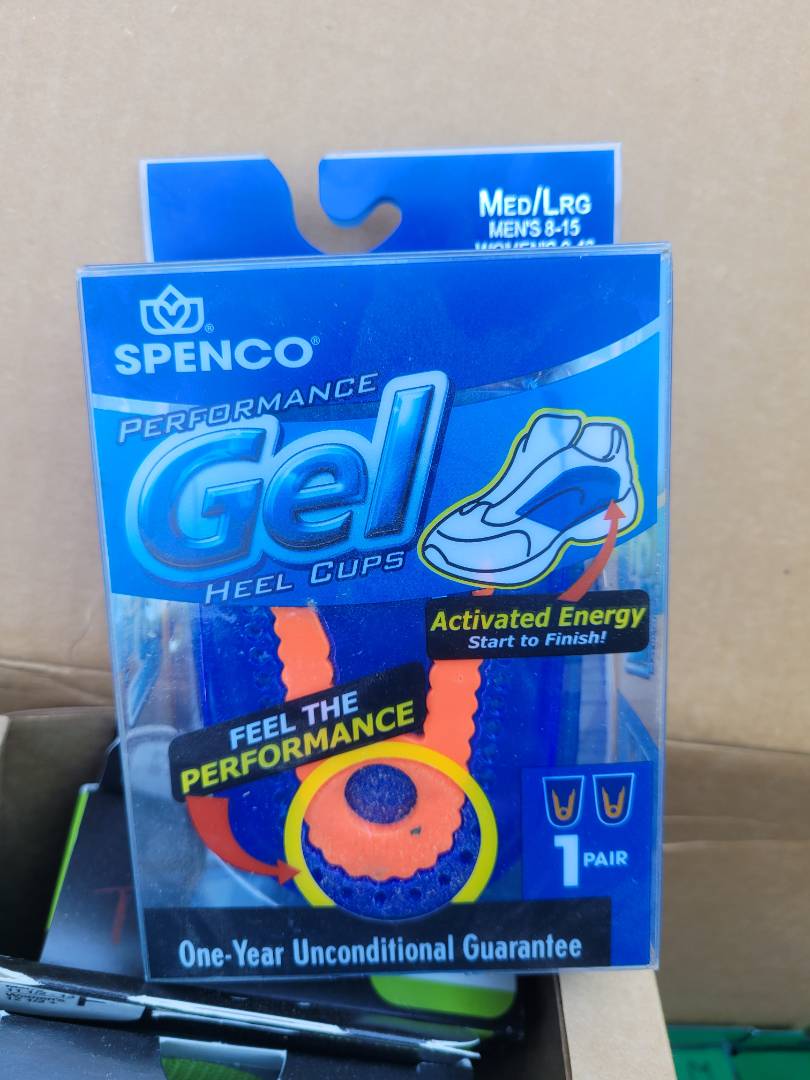 MED/LRG
MEN'S 8-15
SPENCO®
PERFORMANCE
Gel
HEEL CUPS
Activated Energy
Start to Finish!
FEEL THE
PERFORMANCE
1 PAIR
One-Year Unconditional Guarantee